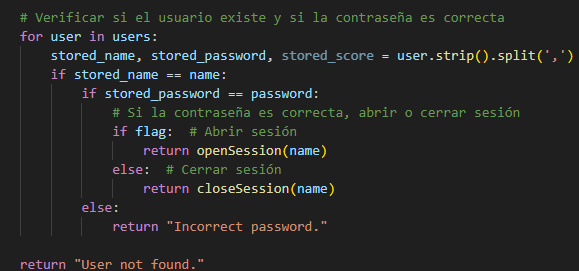 # Verificar si el usuario existe y si la contraseña es correcta
for user in users:
    stored_name, stored_password, stored_score = user.strip().split(',')
    if stored_name == name:
        if stored_password == password:
            # Si la contraseña es correcta, abrir o cerrar sesión
            if flag:  # Abrir sesión
                return openSession(name)
            else:  # Cerrar sesión
                return closeSession(name)
        else:
            return "Incorrect password."

return "User not found."